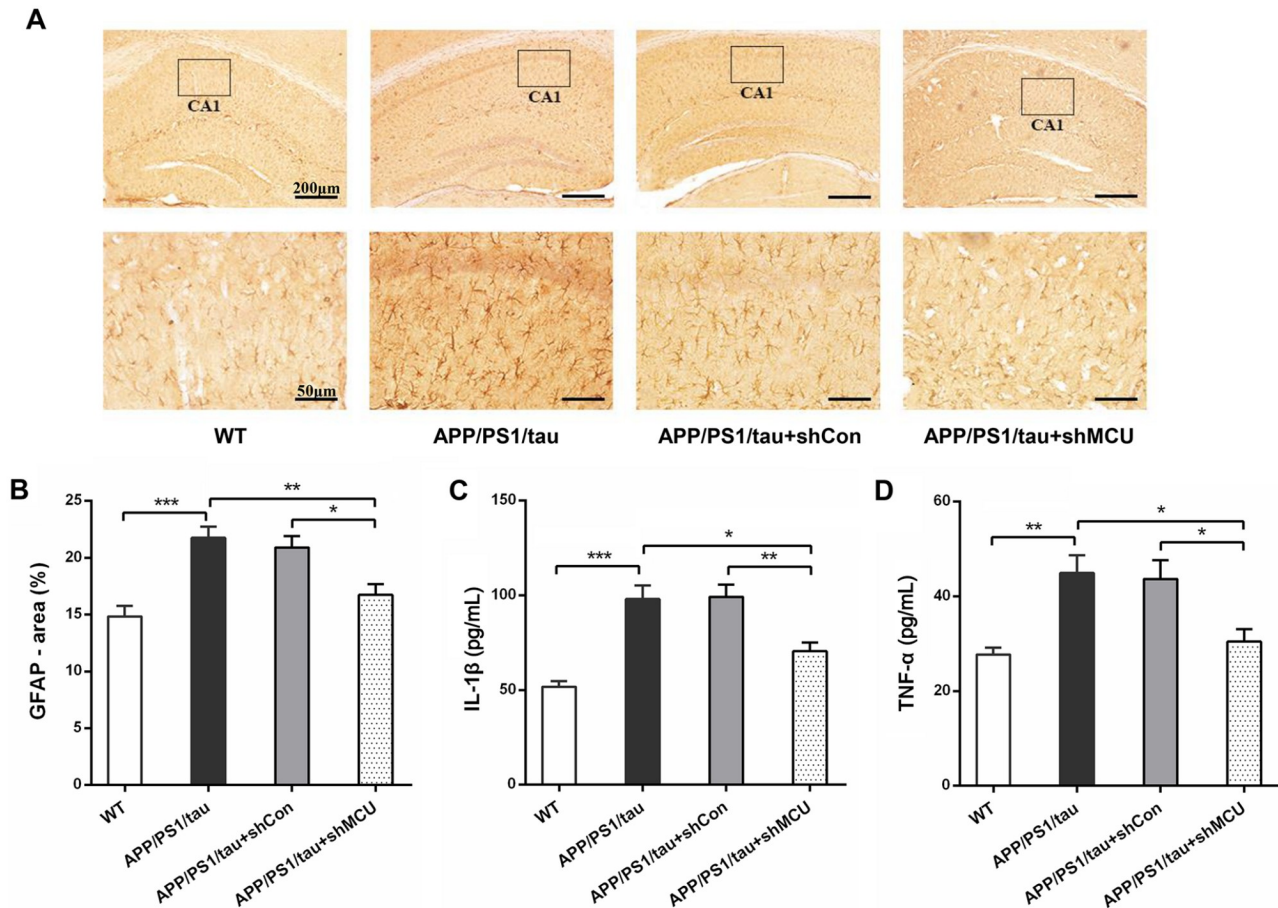 A
CA1
CA1
CA1
CA1
200μm
50μm
WT
APP/PS1/tau
APP/PS1/tau+shCon
APP/PS1/tau+shMCU
B
GFAP - area (%)
25
20
15
10
5
0
***
**
*
WT
APP/PS1/tau
APP/PS1/tau+shCon
APP/PS1/tau+shMCU
C
IL-1β (pg/mL)
150
100
50
0
***
*
**
WT
APP/PS1/tau
APP/PS1/tau+shCon
APP/PS1/tau+shMCU
D
TNF-α (pg/mL)
60
40
20
0
**
*
*
WT
APP/PS1/tau
APP/PS1/tau+shCon
APP/PS1/tau+shMCU